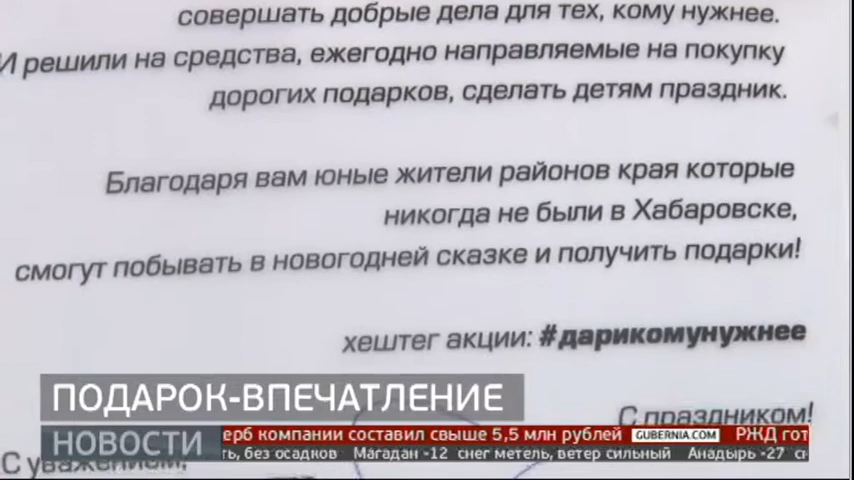 совершать добрые дела для тех, кому нужнее.
И решили на средства, ежегодно направляемые на покупку
дорогих подарков, сделать детям праздник.
Благодаря вам юные жители районов края которые
никогда не были в Хабаровске,
смогут побывать в новогодней сказке и получить подарки!
хештег акции: #дарикомунужнее
С праздником!
С уважением,
ПОДАРОК-ВПЕЧАТЛЕНИЕ
НОВОСТИ
ерб компании составил свыше 5,5 млн рублей GUBERNIA.COM РЖД гот
ть, без осадков Магадан -12 снег метель, ветер сильный Анадырь -27